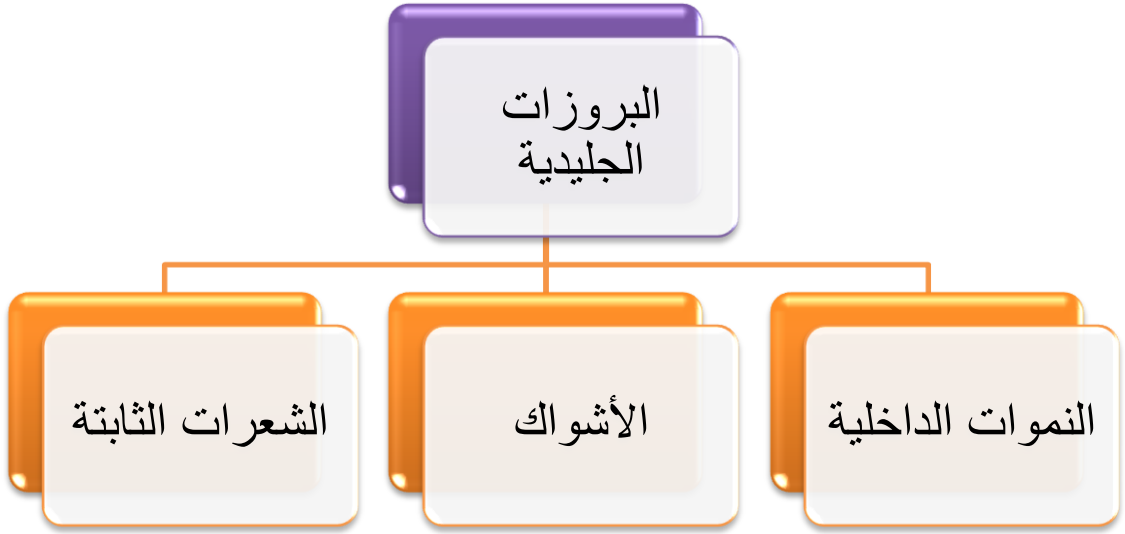 البروزات
الجليدية
النموات الداخلية
الأشواك
الشعرات الثابتة